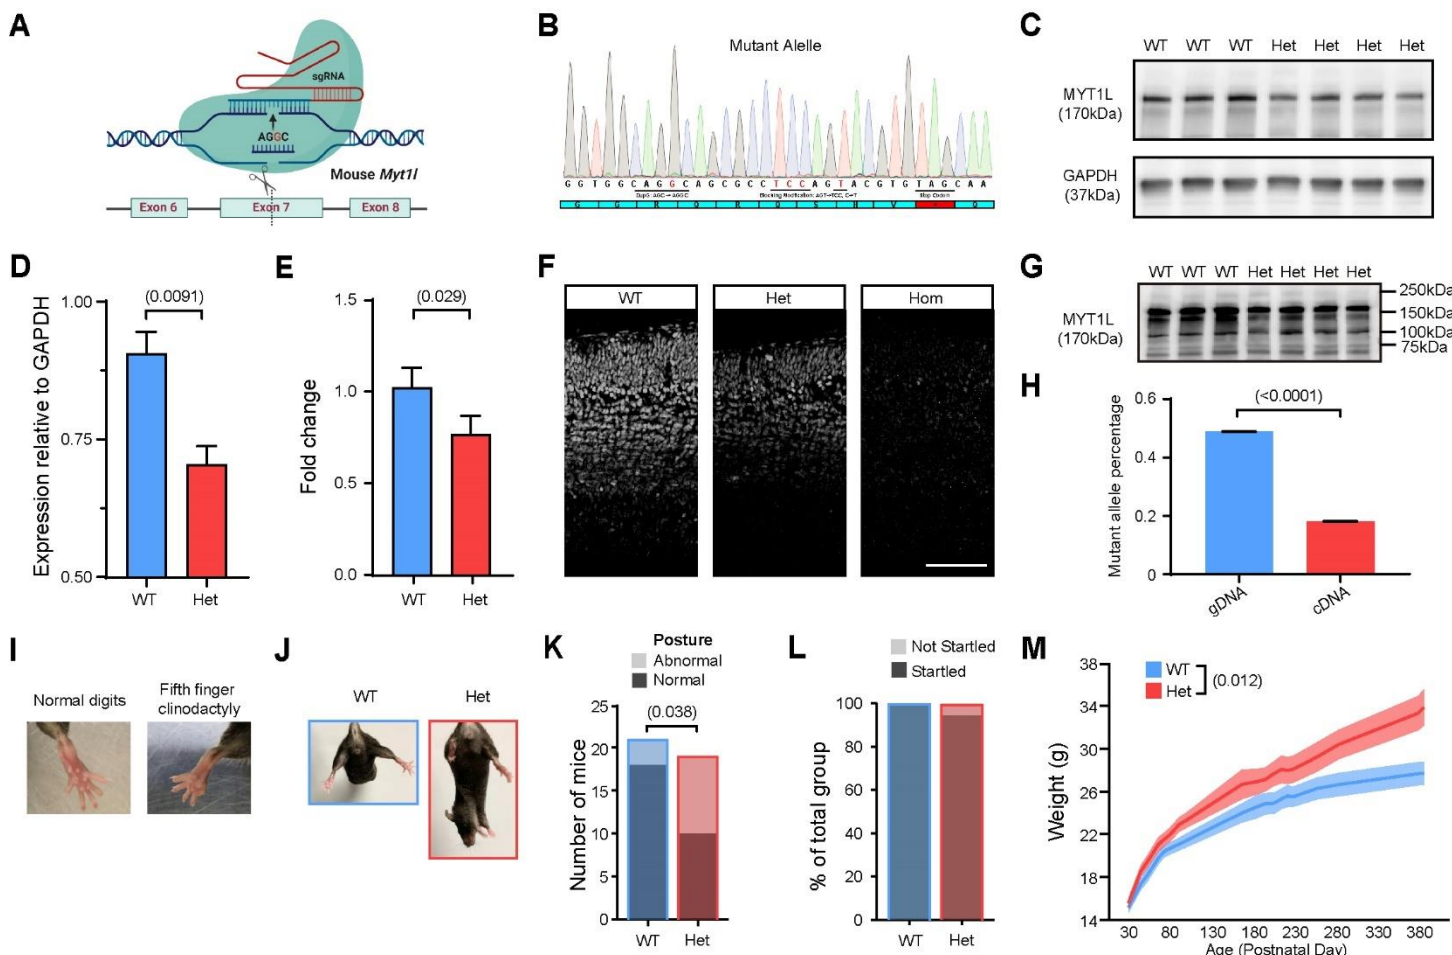 A
sgRNA
AGGC
Mouse Myt1l
Exon 6
Exon 7
Exon 8
B
Mutant Alelle
GGTGGCAGGCAGCGCCTCCAGTACGTGTAGCAA
Stop Codon
G G R Q R Q S H V - Q
C
WT WT WT Het Het Het Het
MYT1L
(170kDa)
GAPDH
(37kDa)
D
(0.0091)
1.00
0.75
0.50
Expression relative to GAPDH
WT Het
E
(0.029)
1.5
1.0
0.5
0.0
Fold change
WT Het
F
WT
Het
Hom
G
WT WT WT Het Het Het Het
MYT1L
(170kDa)
250kDa
150kDa
100kDa
75kDa
H
(<0.0001)
0.6
0.4
0.2
0
Mutant allele percentage
gDNA
cDNA
I
Normal digits
Fifth finger
clinodactyly
J
WT
Het
K
Posture
Abnormal
Normal
(0.038)
25
20
15
10
5
0
Number of mice
WT Het
L
Not Startled
Startled
100
80
60
40
20
0
% of total group
WT Het
M
WT
Het
(0.012)
38
34
30
26
22
18
14
Weight (g)
30 80 130 180 230 280 330 380
Age (Postnatal Day)